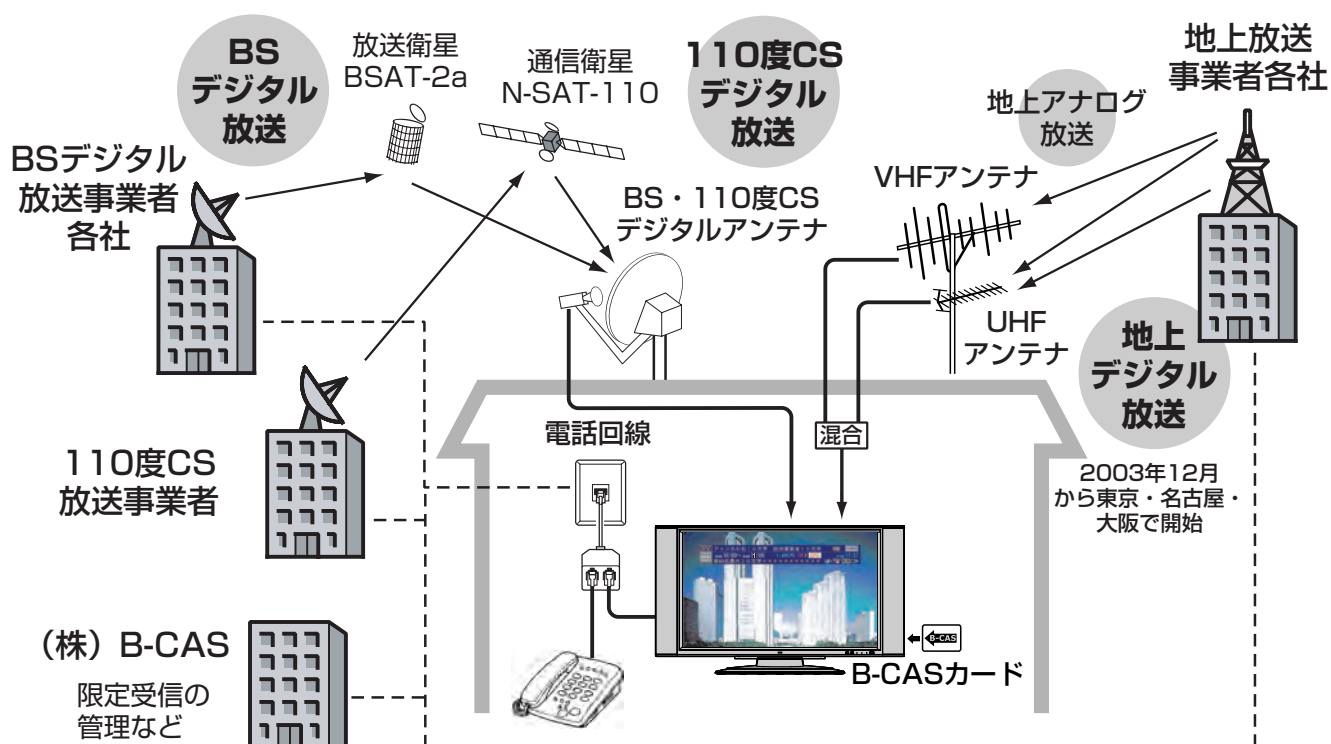 BS
デジタル
放送
放送衛星
BSAT-2a
通信衛星
N-SAT-110
110度CS
デジタル
放送
地上アナログ
放送
地上放送
事業者各社
BSデジタル
放送事業者
各社
BS・110度CS
デジタルアンテナ
VHFアンテナ
UHF
アンテナ
地上
デジタル
放送
2003年12月
から東京・名古屋・
大阪で開始
110度CS
放送事業者
電話回線
混合
B-CAS
B-CASカード
（株）B-CAS
限定受信の
管理など